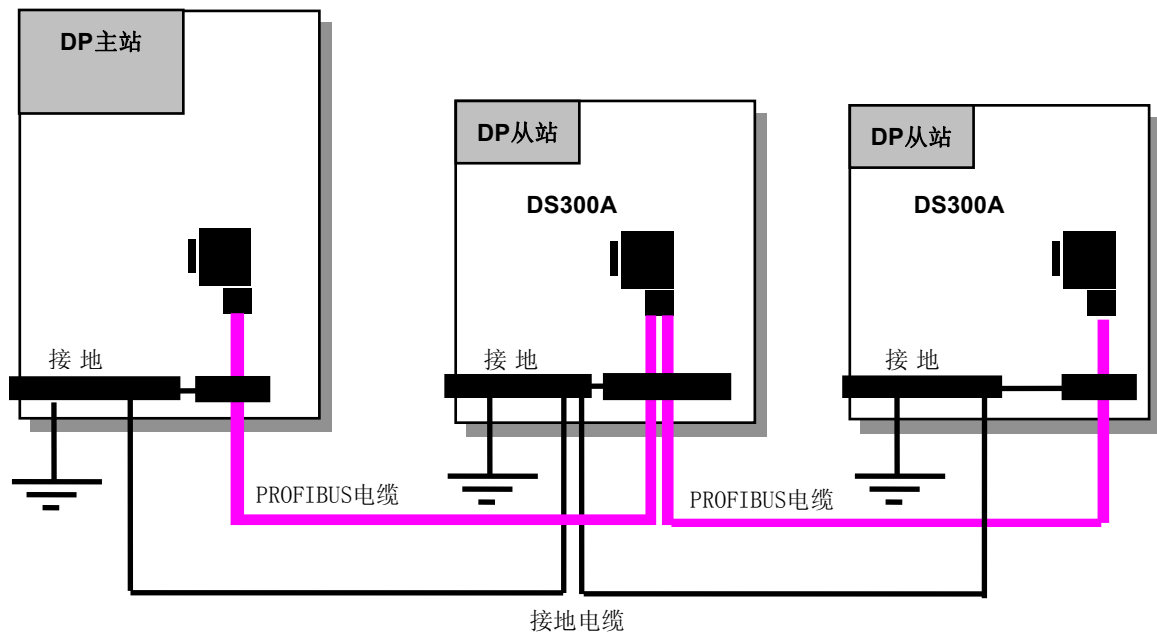 DP主站
DP从站
DP从站
DS300A
DS300A
接 地
接 地
接 地
PROFIBUS电缆
PROFIBUS电缆
接地电缆